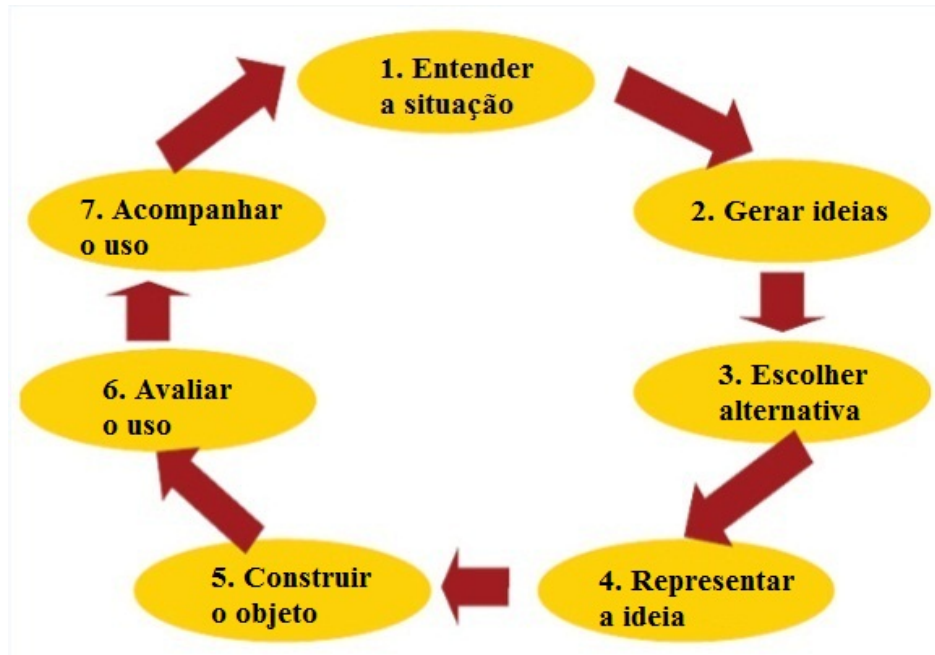 1. Entender
a situação
2. Gerar ideias
3. Escolher
alternativa
4. Representar
a ideia
5. Construir
o objeto
6. Avaliar
o uso
7. Acompanhar
o uso